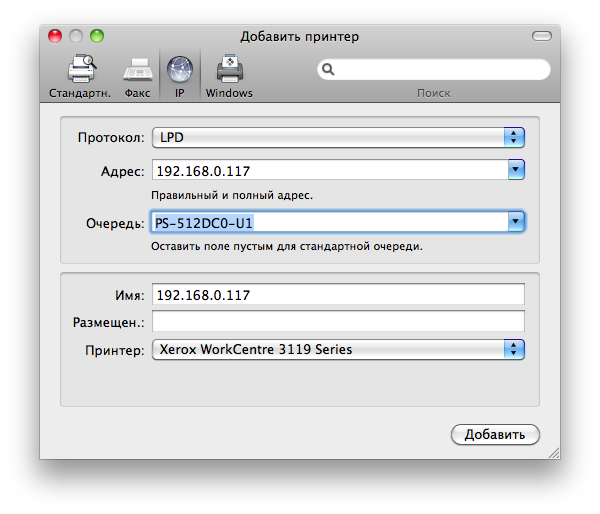 Добавить принтер
Стандартн. Факс IP Windows Поиск
Протокол: LPD
Адрес: 192.168.0.117
Правильный и полный адрес.
Очередь: PS-512DC0-U1
Оставить поле пустым для стандартной очереди.
Имя: 192.168.0.117
Размещен.:
Принтер: Xerox WorkCentre 3119 Series
Добавить